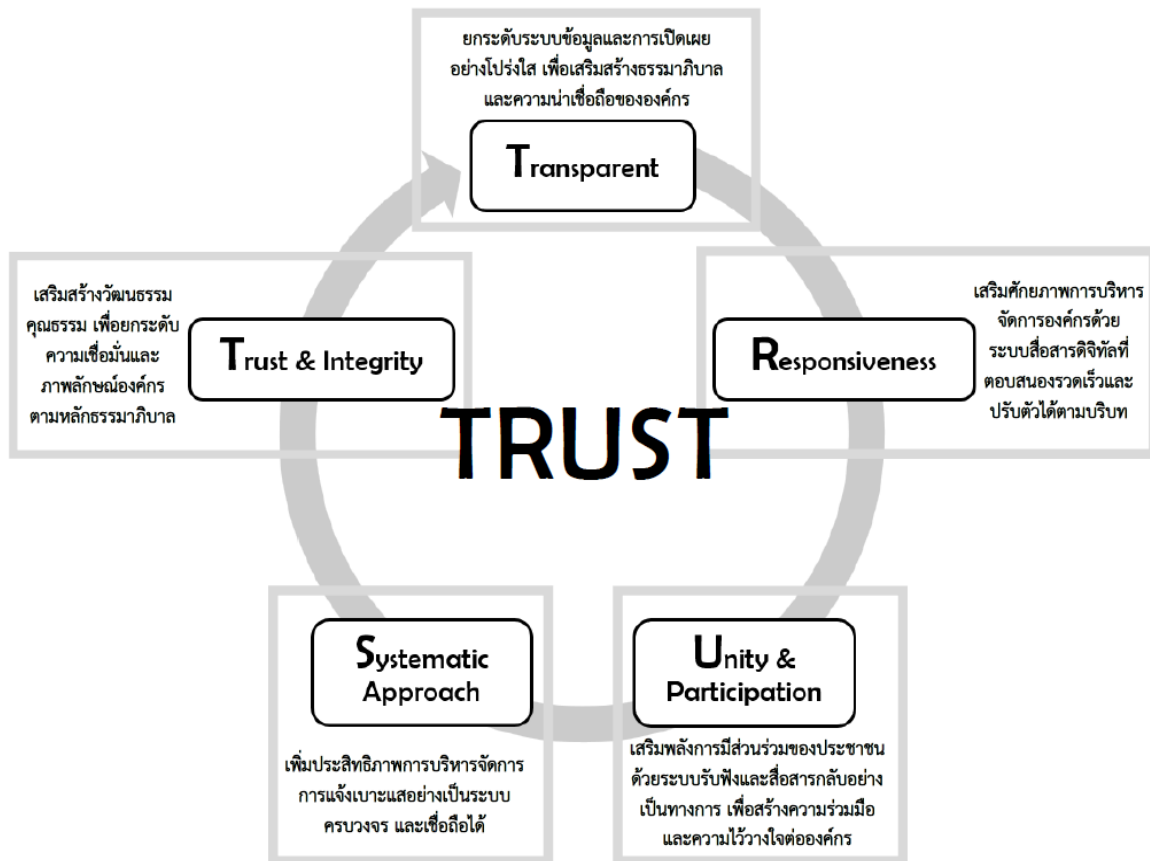 ยกระดับระบบข้อมูลและการเปิดเผย
อย่างโปร่งใส เพื่อเสริมสร้างธรรมาภิบาล
และความน่าเชื่อถือขององค์กร
Transparent
เสริมศักยภาพการบริหาร
จัดการองค์กรด้วย
ระบบสื่อสารดิจิทัลที่
ตอบสนองรวดเร็วและ
ปรับตัวได้ตามบริบท
Responsiveness
เสริมสร้างวัฒนธรรม
คุณธรรม เพื่อยกระดับ
ความเชื่อมั่นและ
ภาพลักษณ์องค์กร
ตามหลักธรรมาภิบาล
Trust & Integrity
TRUST
Unity &
Participation
เสริมพลังการมีส่วนร่วมของประชาชน
ด้วยระบบรับฟังและสื่อสารกลับอย่าง
เป็นทางการ เพื่อสร้างความร่วมมือ
และความไว้วางใจต่อองค์กร
Systematic
Approach
เพิ่มประสิทธิภาพการบริหารจัดการ
การแจ้งเบาะแสอย่างเป็นระบบ
ครบวงจร และเชื่อถือได้